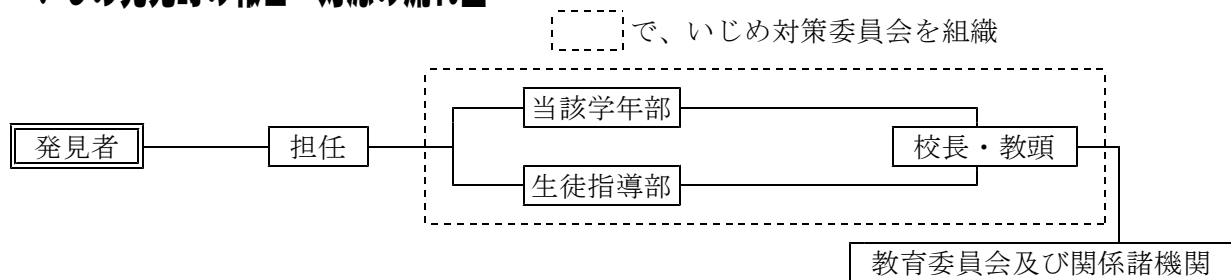 で、いじめ対策委員会を組織
当該学年部
発見者
担任
校長・教頭
生徒指導部
教育委員会及び関係諸機関